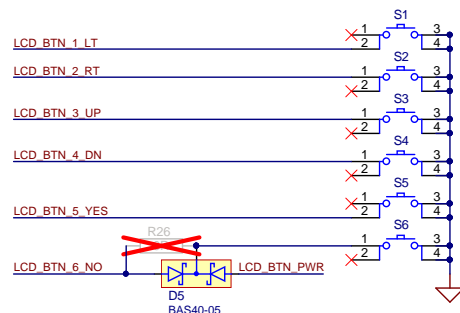 S1
1 3
LCD_BTN_1_LT 2 4
S2
LCD_BTN_2_RT 1 3
2 4
S3
LCD_BTN_3_UP 1 3
2 4
S4
LCD_BTN_4_DN 1 3
2 4
S5
1 3
LCD_BTN_5_YES 2 4
R26 S6
1 3
LCD_BTN_6_NO LCD_BTN_PWR 2 4
D5
BAS40-05